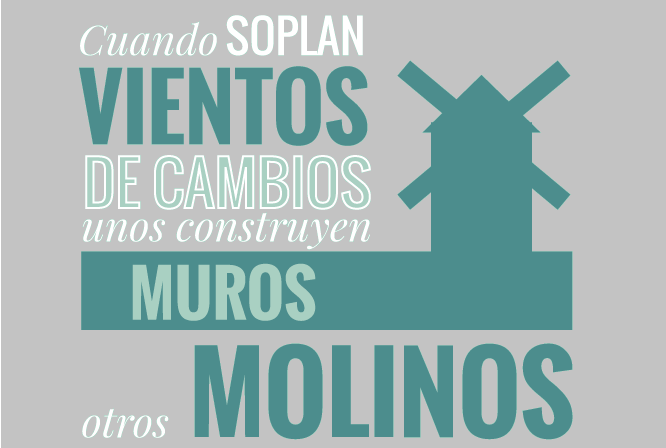 Cuando SOPLAN
VIENTOS
DE CAMBIOS
unos construyen
MUROS
otros MOLINOS